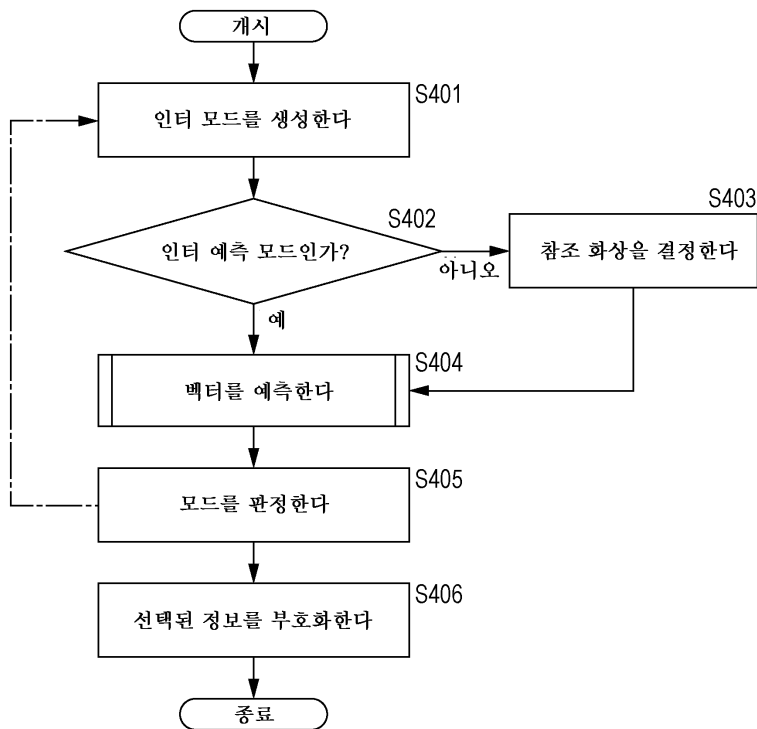 개시
S401
인터 모드를 생성한다
S402
인터 예측 모드인가?
아니오
S403
참조 화상을 결정한다
예
S404
벡터를 예측한다
S405
모드를 판정한다
S406
선택된 정보를 부호화한다
종료